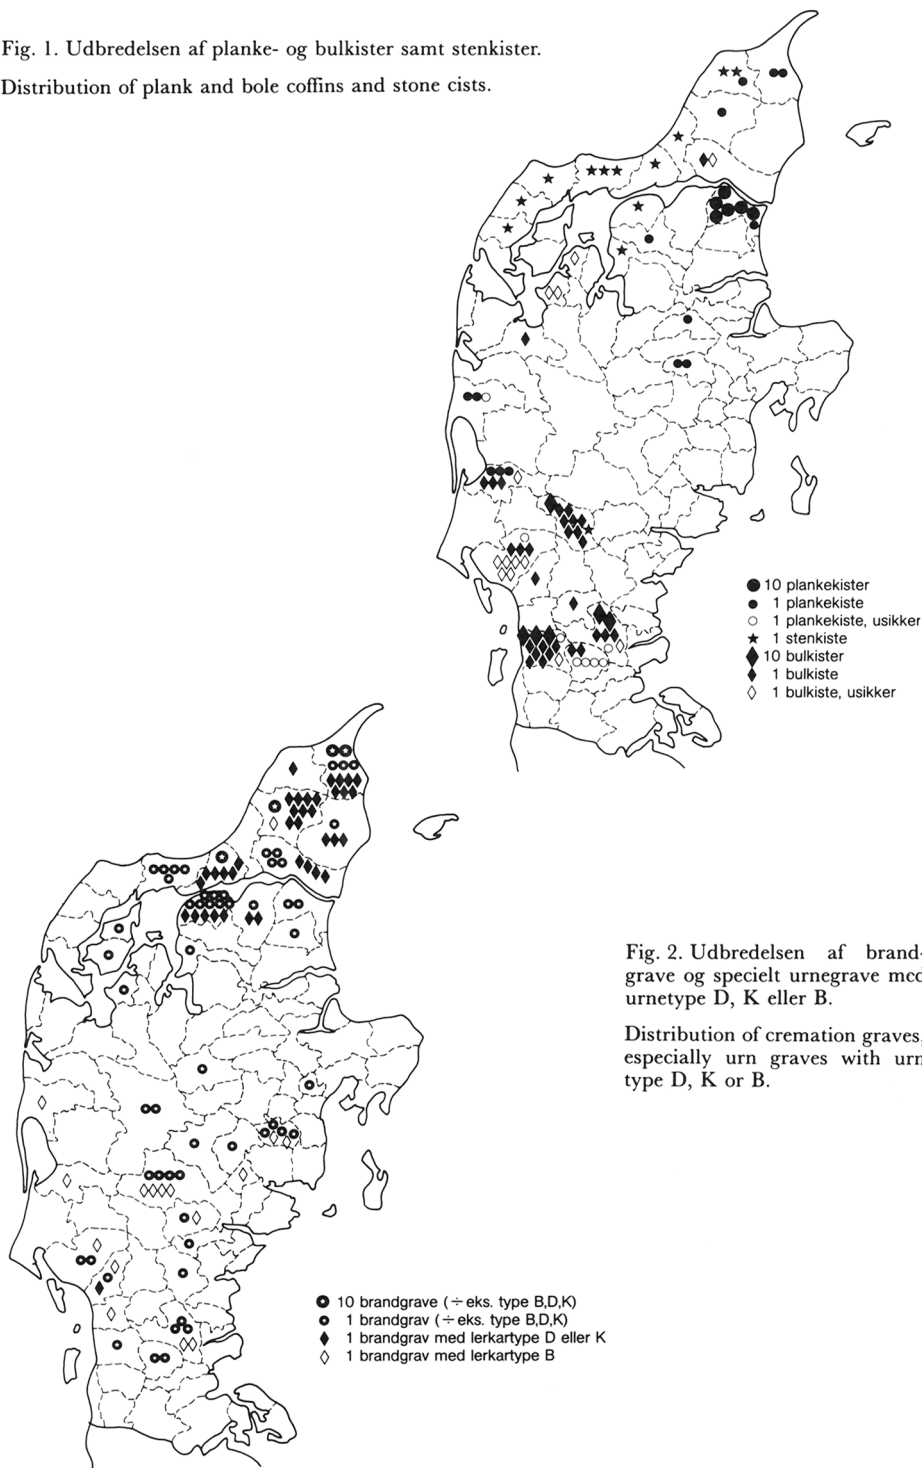 Fig. 1. Udbredelsen af planke- og bulkister samt stenkister.
Distribution of plank and bole coffins and stone cists.
10 plankekister
1 plankekiste
1 plankekiste, usikker
1 stenkiste
10 bulkister
1 bulkiste
1 bulkiste, usikker
Fig. 2. Udbredelsen af brand-
grave og specielt urnegrave med
urnetype D, K eller B.
Distribution of cremation graves,
especially urn graves with urn
type D, K or B.
10 brandgrave (÷eks. type B,D,K)
1 brandgrav (÷eks. type B,D,K)
1 brandgrav med lerkartype D eller K
1 brandgrav med lerkartype B